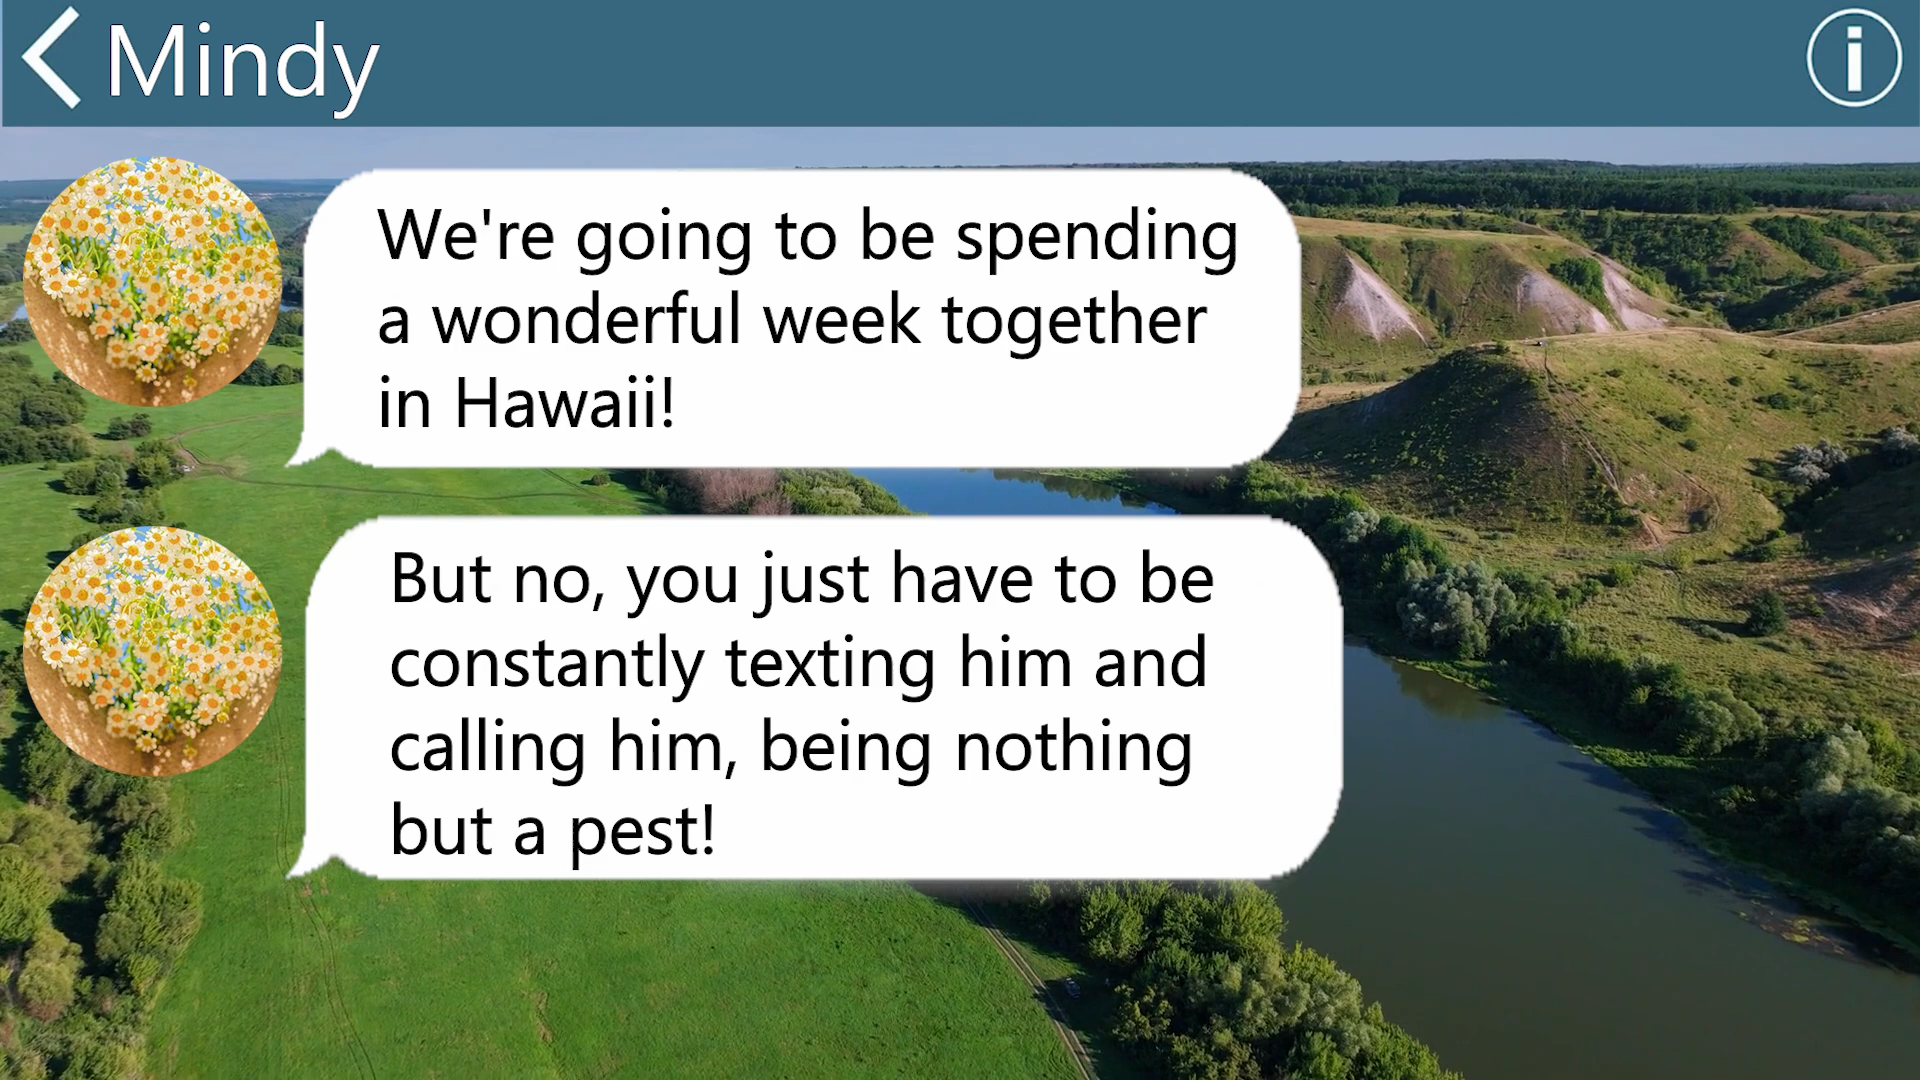 Mindy
We're going to be spending
a wonderful week together
in Hawaii!
But no, you just have to be
constantly texting him and
calling him, being nothing
but a pest!